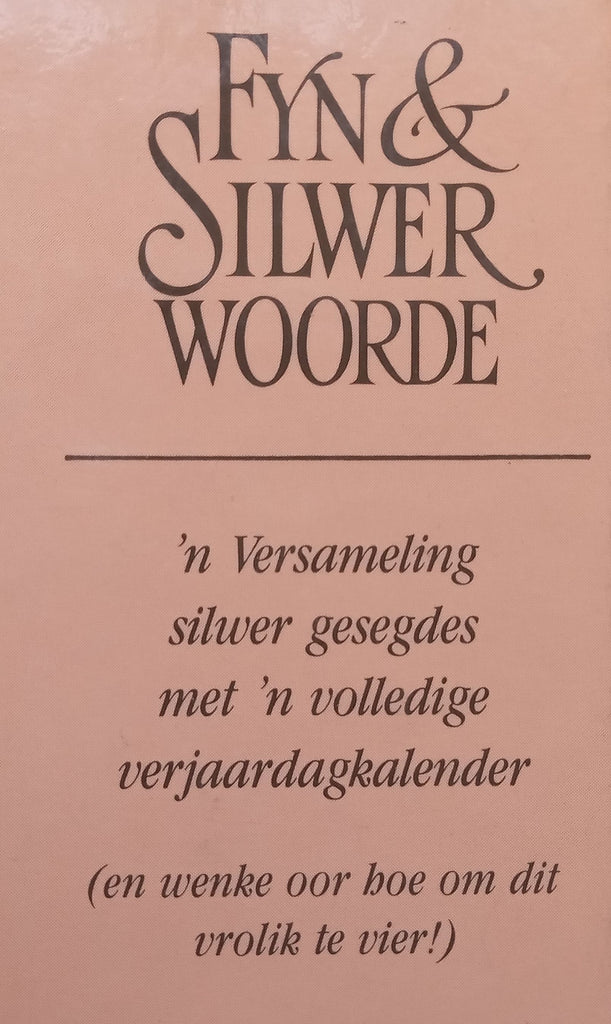 FYN &
SILWER
WOORDE
'n Versameling
silwer gesegdes
met 'n volledige
verjaardagkalender
(en wenke oor hoe om dit
vrolik te vier!)